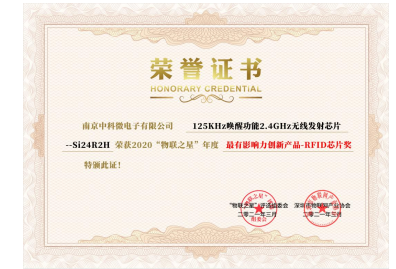 荣誉证书
HONORARY CREDENTIAL
南京中科微电子有限公司 125KHz唤醒功能2.4GHz无线发射芯片
--Si24R2H 荣获2020“物联之星”年度 最有影响力创新产品-RFID芯片奖
特颁此证！
“物联之星”评选组委会 深圳市物联网产业协会
二〇二一年三月 二〇二一年三月